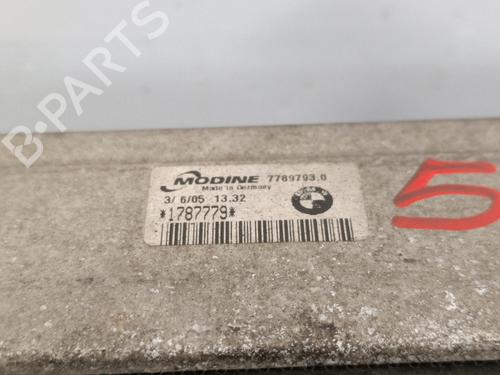 B-PARTS
MODINE 7789793.0
Made in Germany
3/ 6/05 13.32
*1787779*
5